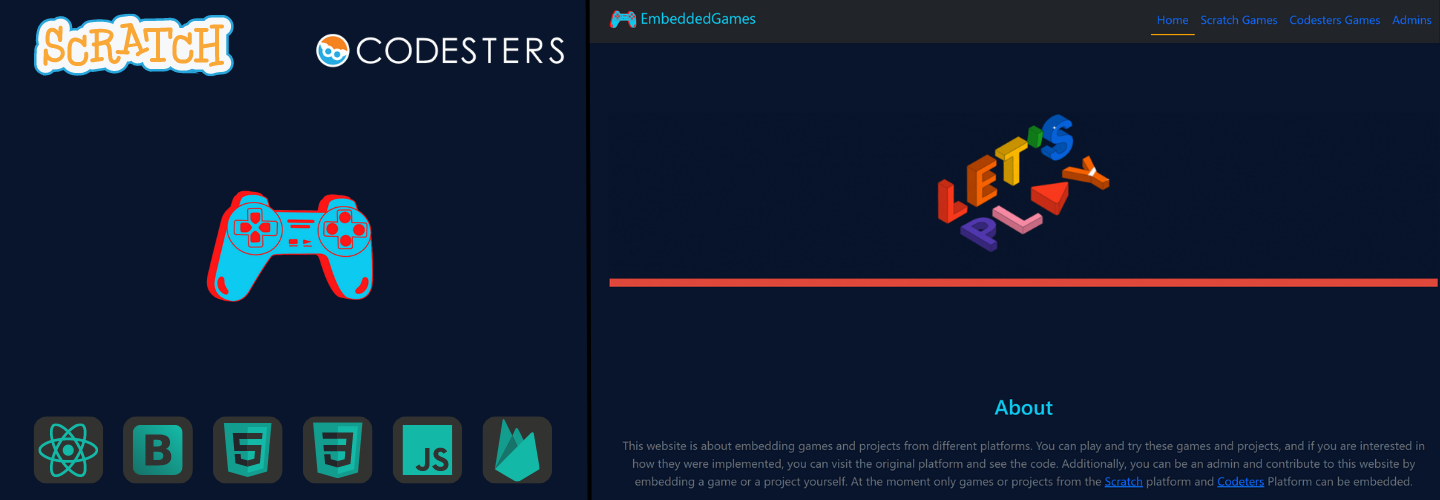 SCRATCH
CODESTERS
B
5
3
JS
EmbeddedGames
Home Scratch Games Codesters Games Admins
LET'S
PLAY
About
This website is about embedding games and projects from different platforms. You can play and try these games and projects, and if you are interested in
how they were implemented, you can visit the original platform and see the code. Additionally, you can be an admin and contribute to this website by
embedding a game or a project yourself. At the moment only games or projects from the Scratch platform and Codeters Platform can be embedded.